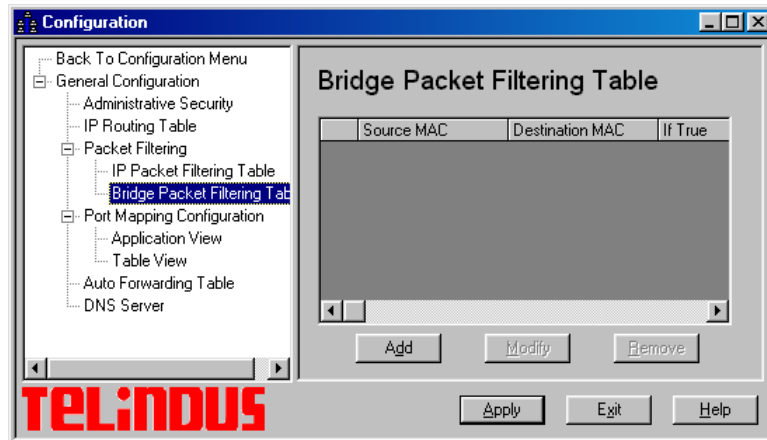 Configuration
Back To Configuration Menu
General Configuration
Administrative Security
IP Routing Table
Packet Filtering
IP Packet Filtering Table
Bridge Packet Filtering Tab
Port Mapping Configuration
Application View
Table View
Auto Forwarding Table
DNS Server
TELINDUS
Bridge Packet Filtering Table
Source MAC Destination MAC If True
Add Modify Remove
Apply Exit Help